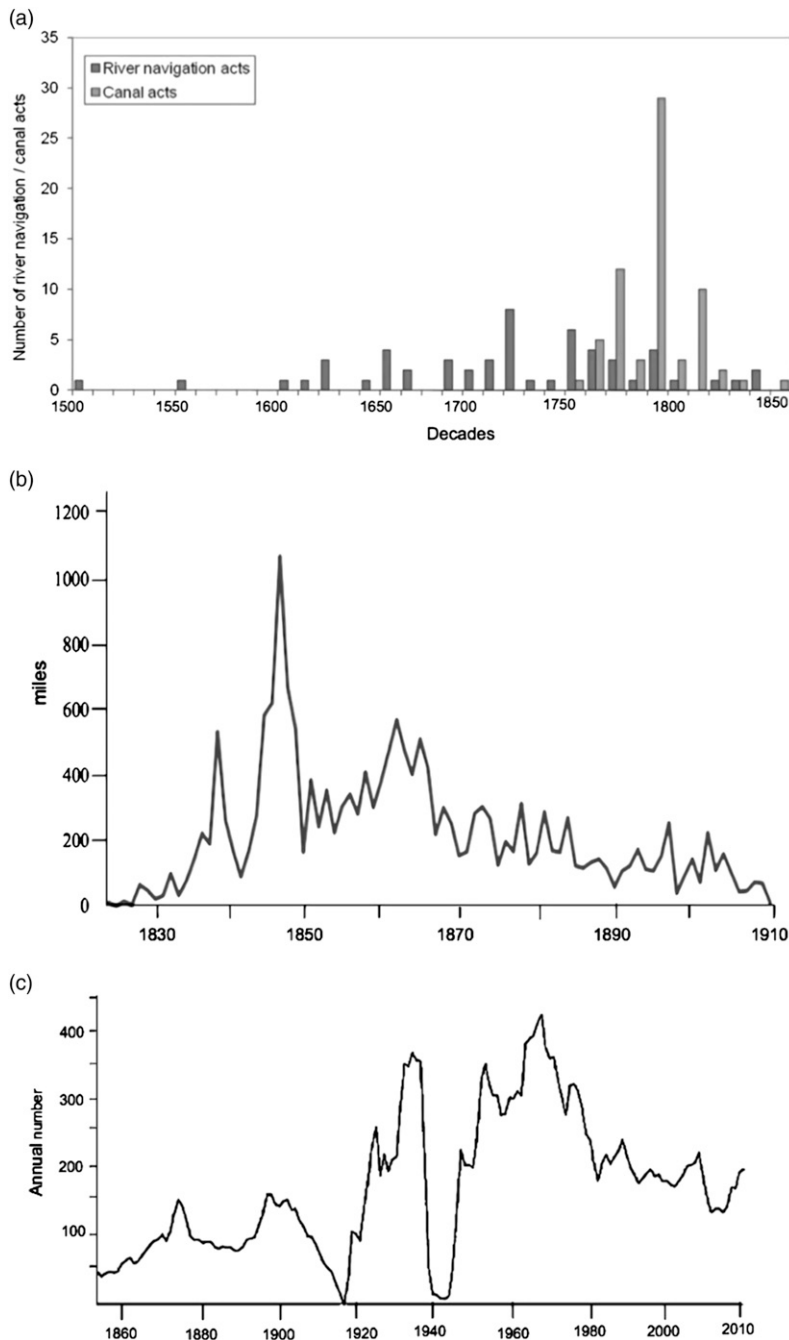 (a)
35
30
25
20
15
10
5
0
Number of river navigation / canal acts
River navigation acts
Canal acts
1500 1550 1600 1650 1700 1750 1800 1850
Decades
(b)
1200
1000
800
600
400
200
0
miles
1830 1850 1870 1890 1910
(c)
400
300
200
100
Annual number
1860 1880 1900 1920 1940 1960 1980 2000 2010